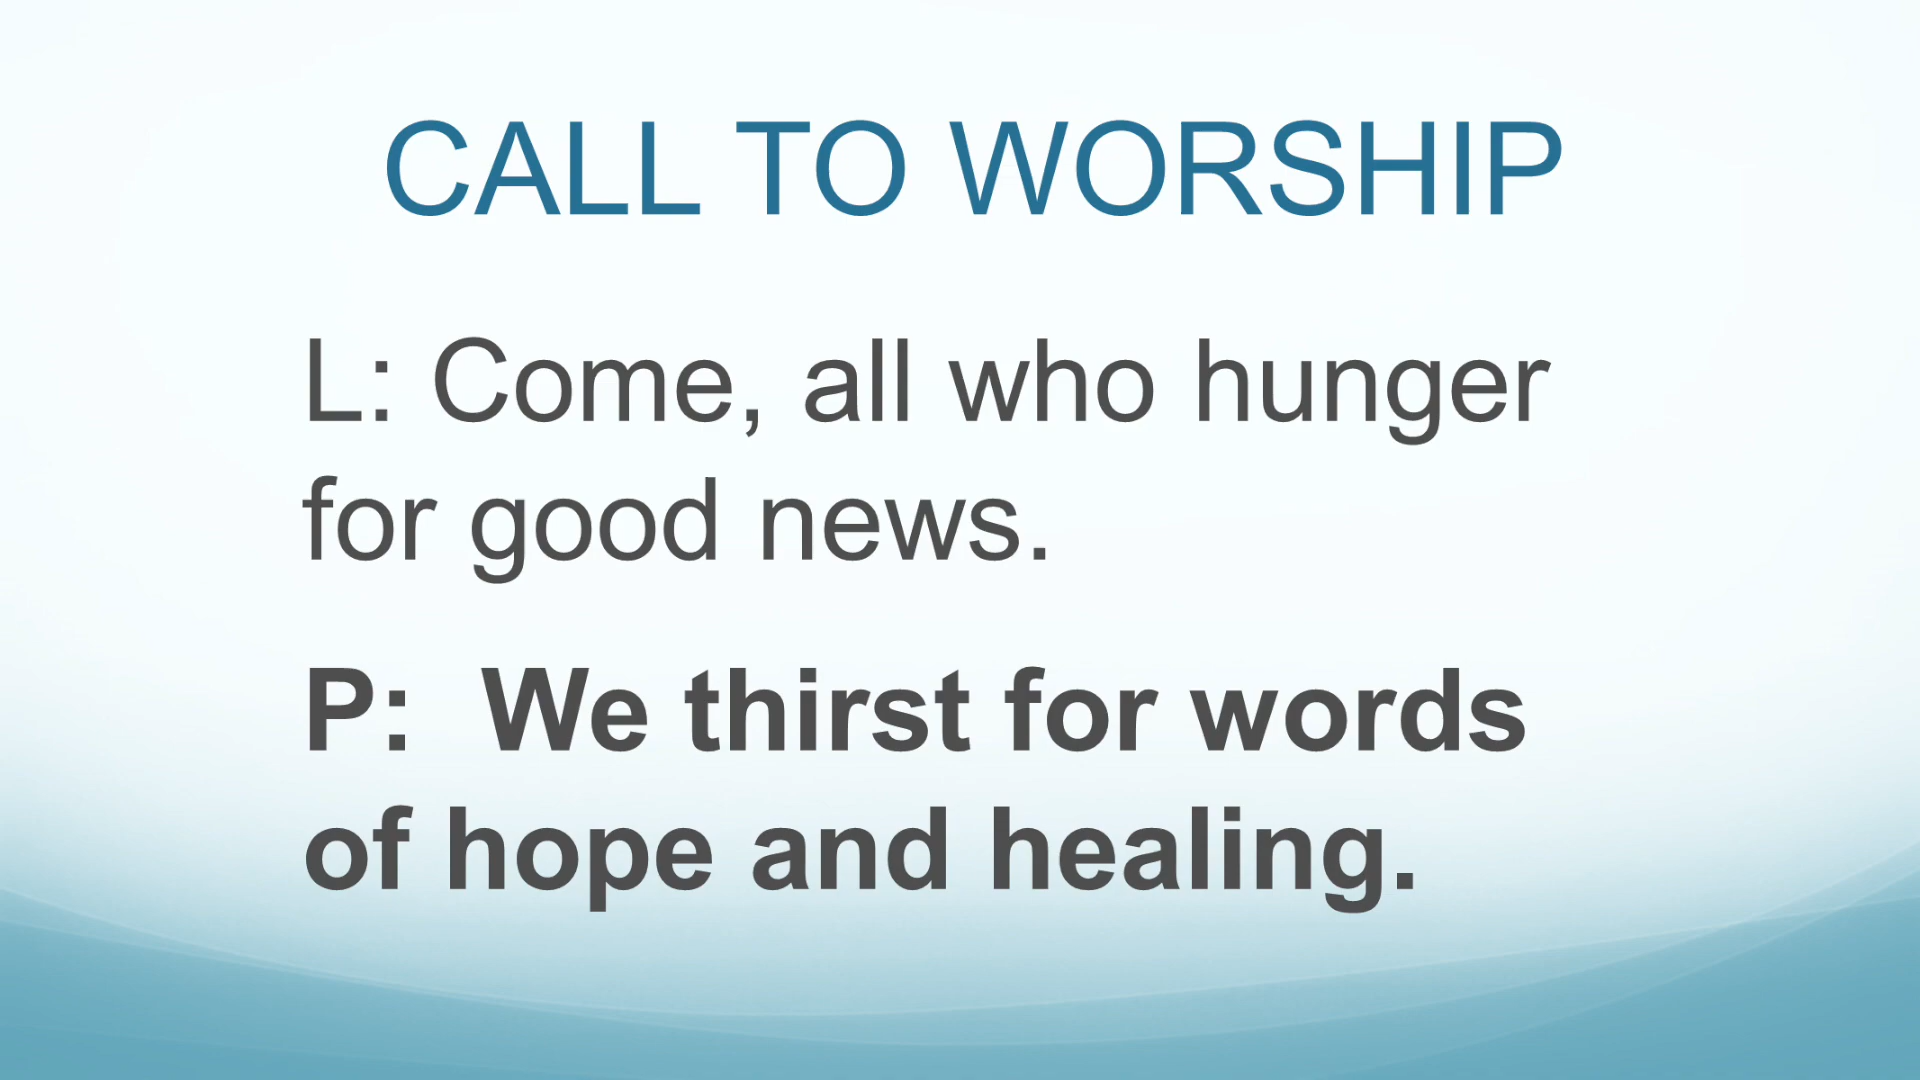 CALL TO WORSHIP
L: Come, all who hunger
for good news.
P:  We thirst for words
of hope and healing.